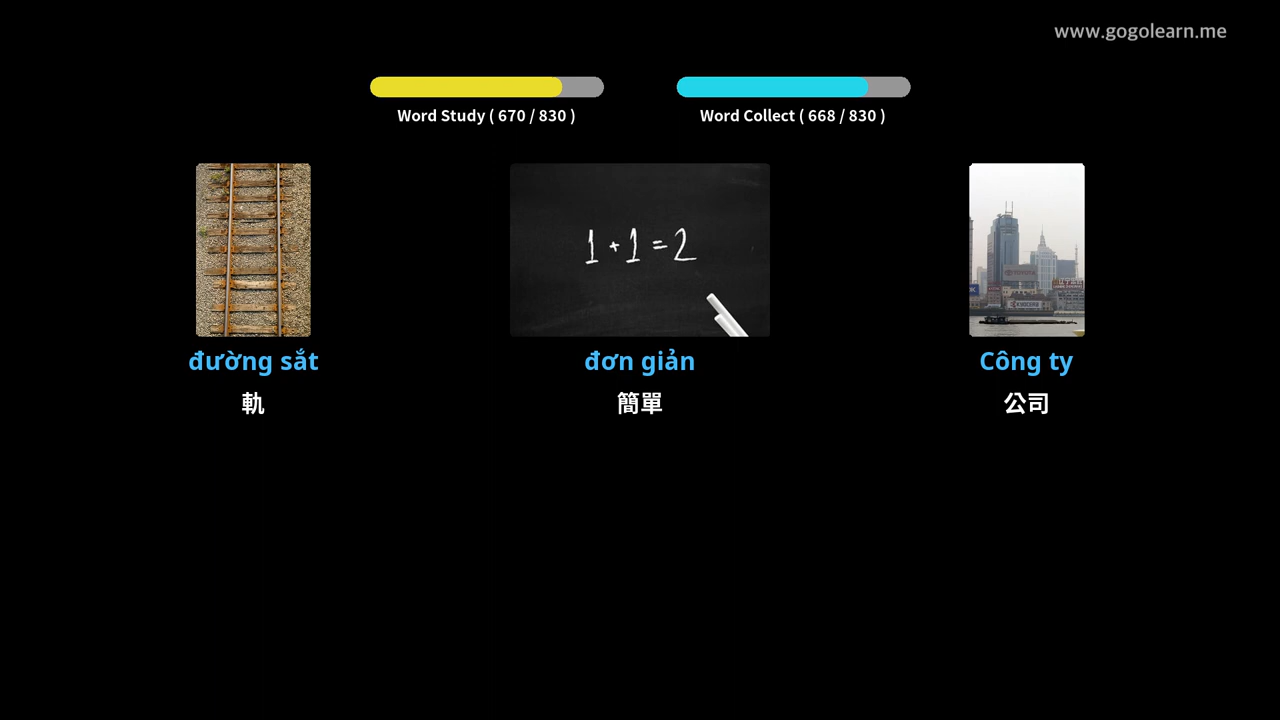 www.gogolearn.me
Word Study ( 670 / 830 )
Word Collect ( 668 / 830 )
1 + 1 = 2
TOYOTA
đường sắt
đơn giản
Công ty
軌
簡單
公司